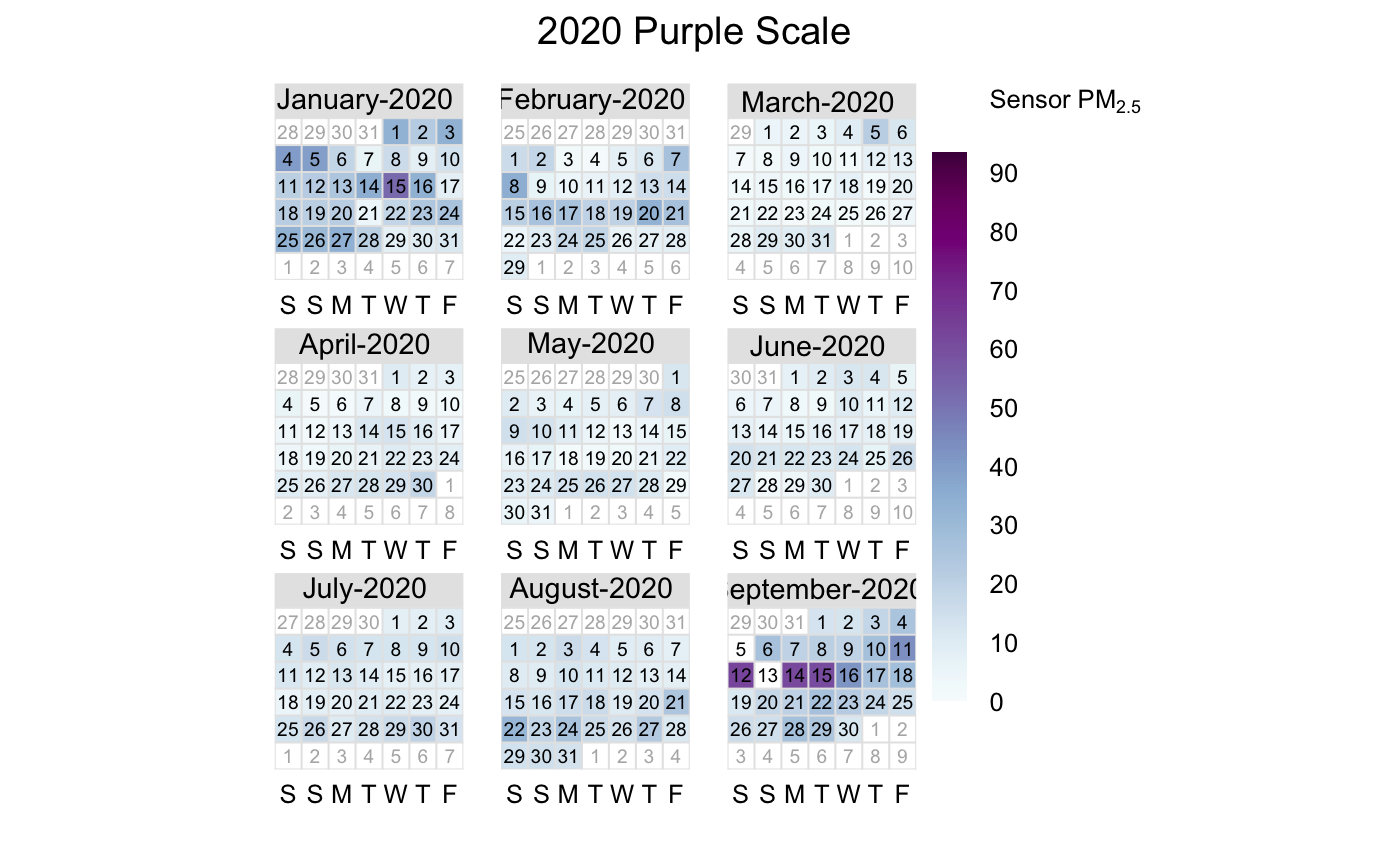 2020 Purple Scale
January-2020 February-2020 March-2020
28 29 30 31 1 2 3 25 26 27 28 29 30 31 29 1 2 3 4 5 6
4 5 6 7 8 9 10 1 2 3 4 5 6 7 7 8 9 10 11 12 13
11 12 13 14 15 16 17 8 9 10 11 12 13 14 14 15 16 17 18 19 20
18 19 20 21 22 23 24 15 16 17 18 19 20 21 21 22 23 24 25 26 27
25 26 27 28 29 30 31 22 23 24 25 26 27 28 28 29 30 31 1 2 3
1 2 3 4 5 6 7 29 1 2 3 4 5 6 4 5 6 7 8 9 10
S S M T W T F S S M T W T F S S M T W T F
April-2020 May-2020 June-2020
28 29 30 31 1 2 3 25 26 27 28 29 30 1 30 31 1 2 3 4 5
4 5 6 7 8 9 10 2 3 4 5 6 7 8 6 7 8 9 10 11 12
11 12 13 14 15 16 17 9 10 11 12 13 14 15 13 14 15 16 17 18 19
18 19 20 21 22 23 24 16 17 18 19 20 21 22 20 21 22 23 24 25 26
25 26 27 28 29 30 1 23 24 25 26 27 28 29 27 28 29 30 1 2 3
2 3 4 5 6 7 8 30 31 1 2 3 4 5 4 5 6 7 8 9 10
S S M T W T F S S M T W T F S S M T W T F
July-2020 August-2020 September-2020
27 28 29 30 1 2 3 25 26 27 28 29 30 31 29 30 31 1 2 3 4
4 5 6 7 8 9 10 1 2 3 4 5 6 7 5 6 7 8 9 10 11
11 12 13 14 15 16 17 8 9 10 11 12 13 14 12 13 14 15 16 17 18
18 19 20 21 22 23 24 15 16 17 18 19 20 21 19 20 21 22 23 24 25
25 26 27 28 29 30 31 22 23 24 25 26 27 28 26 27 28 29 30 1 2
1 2 3 4 5 6 7 29 30 31 1 2 3 4 3 4 5 6 7 8 9
S S M T W T F S S M T W T F S S M T W T F
Sensor PM2.5
90
80
70
60
50
40
30
20
10
0